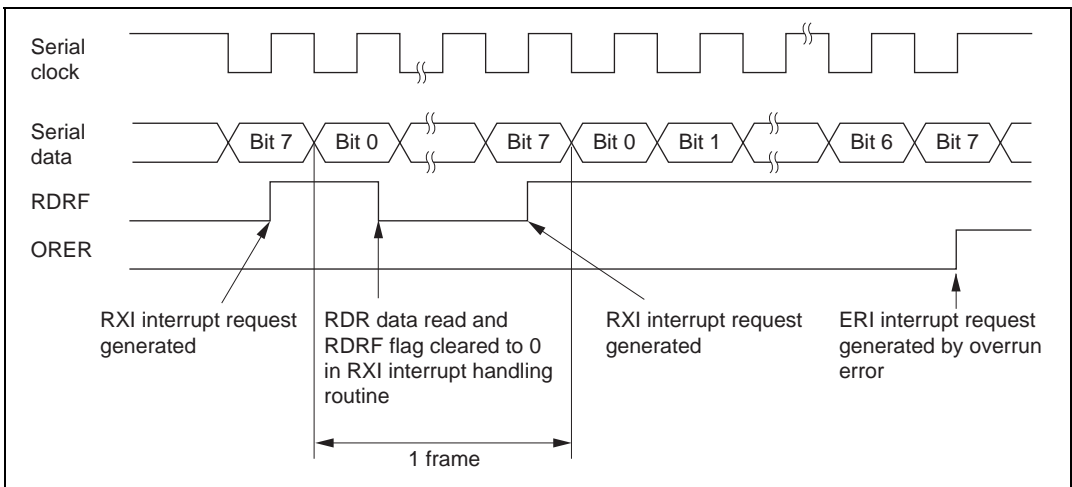 Serial
clock
Serial
data
Bit 7
Bit 0
Bit 7
Bit 0
Bit 1
Bit 6
Bit 7
RDRF
ORER
RXI interrupt request
generated
RDR data read and
RDRF flag cleared to 0
in RXI interrupt handling
routine
RXI interrupt request
generated
ERI interrupt request
generated by overrun
error
1 frame